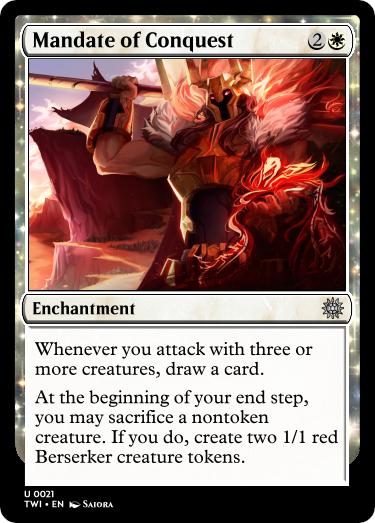 Mandate of Conquest 2
Enchantment
Whenever you attack with three or
more creatures, draw a card.
At the beginning of your end step,
you may sacrifice a nontoken
creature. If you do, create two 1/1 red
Berserker creature tokens.
U 0021
TWI • EN Saiora